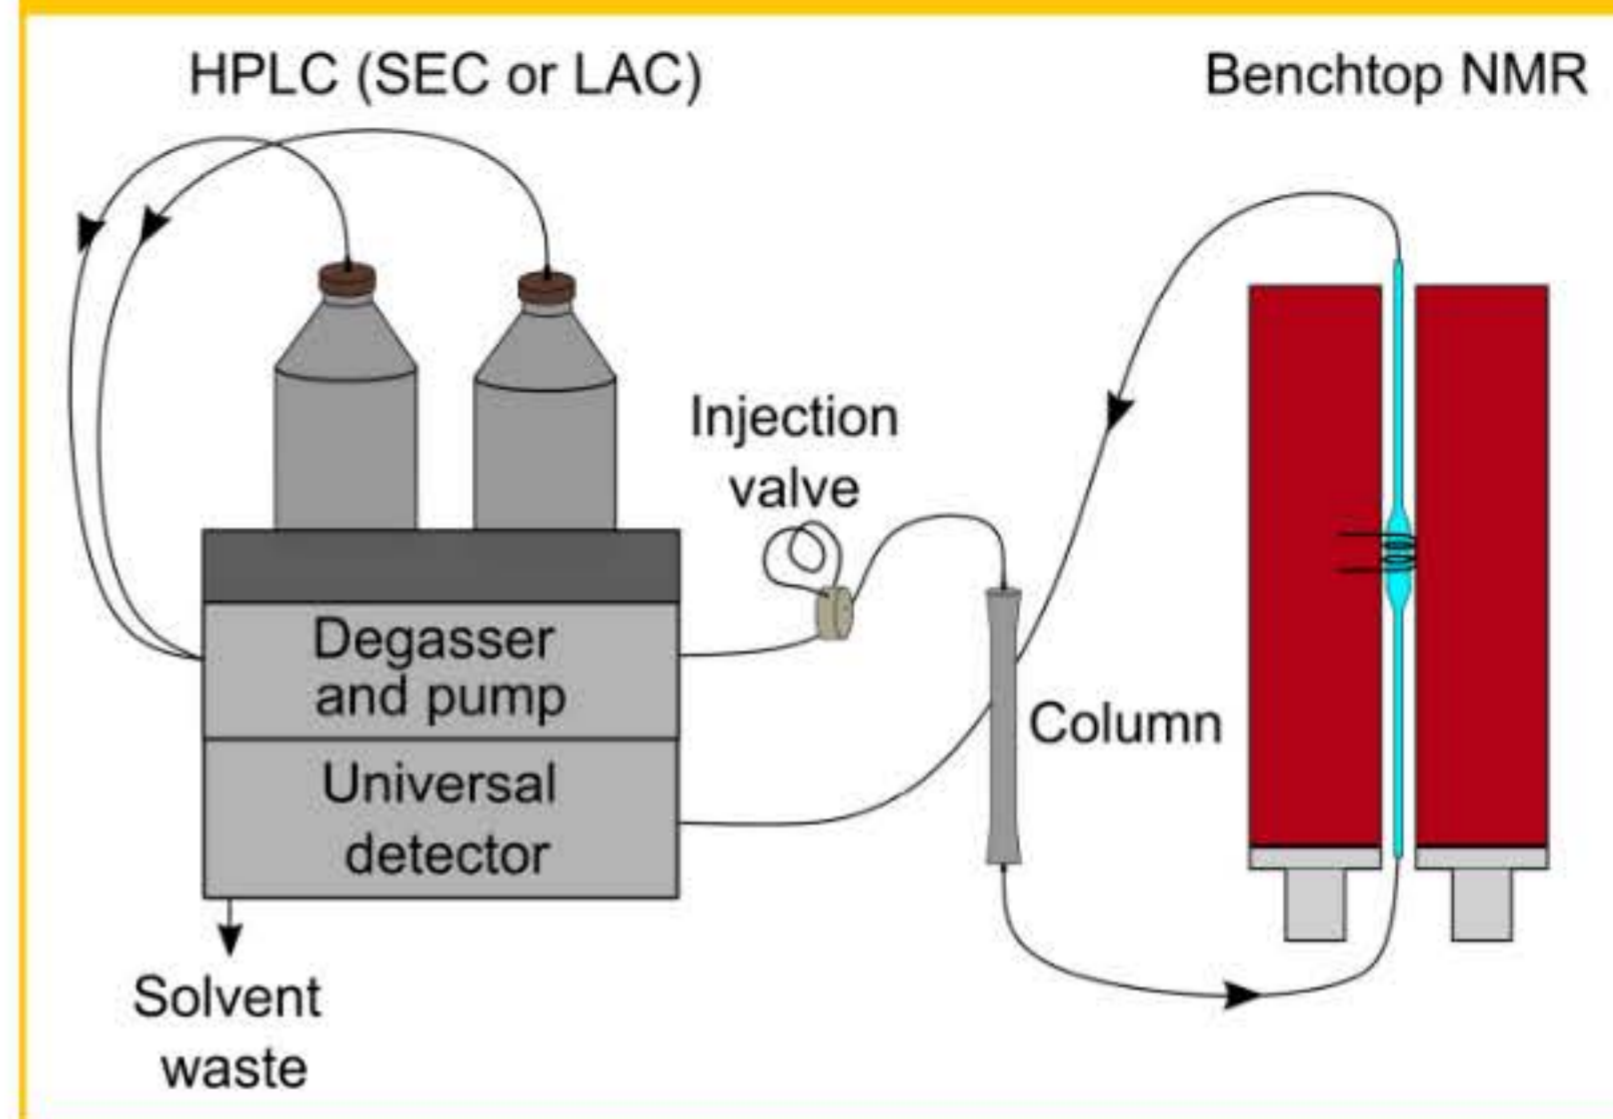 HPLC (SEC or LAC)
Benchtop NMR
Injection
valve
Degasser
and pump
Column
Universal
detector
Solvent
waste